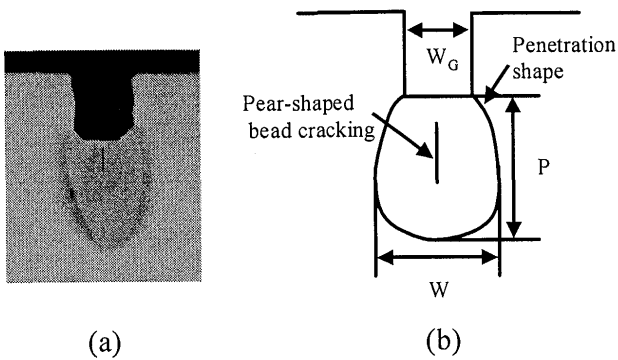 W_G
Penetration
shape
Pear-shaped
bead cracking
P
W
(a)
(b)